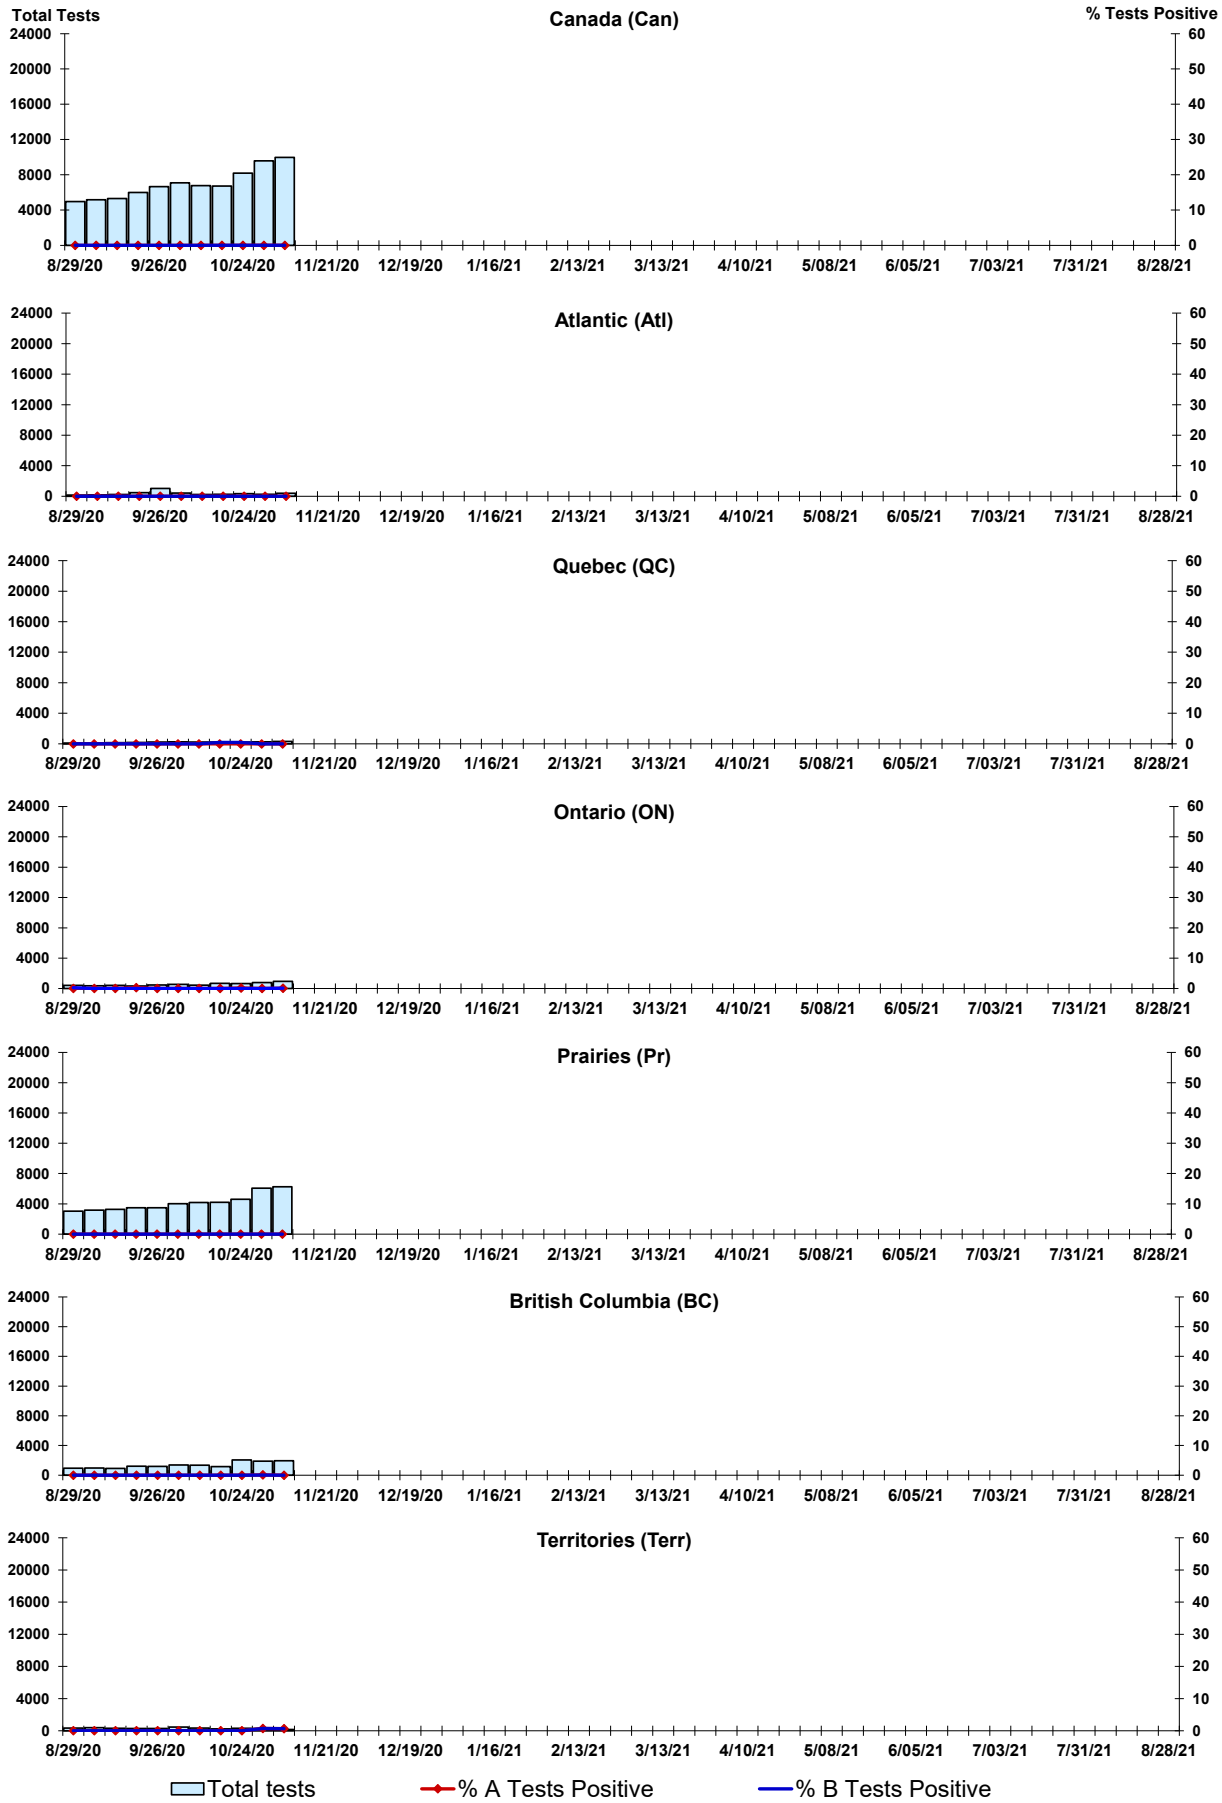 Total Tests
Canada (Can)
% Tests Positive
24000 60
20000 50
16000 40
12000 30
8000 20
4000 10
0 0
8/29/20 9/26/20 10/24/20 11/21/20 12/19/20 1/16/21 2/13/21 3/13/21 4/10/21 5/08/21 6/05/21 7/03/21 7/31/21 8/28/21
Atlantic (Atl)
24000 60
20000 50
16000 40
12000 30
8000 20
4000 10
0 0
8/29/20 9/26/20 10/24/20 11/21/20 12/19/20 1/16/21 2/13/21 3/13/21 4/10/21 5/08/21 6/05/21 7/03/21 7/31/21 8/28/21
Quebec (QC)
24000 60
20000 50
16000 40
12000 30
8000 20
4000 10
0 0
8/29/20 9/26/20 10/24/20 11/21/20 12/19/20 1/16/21 2/13/21 3/13/21 4/10/21 5/08/21 6/05/21 7/03/21 7/31/21 8/28/21
Ontario (ON)
24000 60
20000 50
16000 40
12000 30
8000 20
4000 10
0 0
8/29/20 9/26/20 10/24/20 11/21/20 12/19/20 1/16/21 2/13/21 3/13/21 4/10/21 5/08/21 6/05/21 7/03/21 7/31/21 8/28/21
Prairies (Pr)
24000 60
20000 50
16000 40
12000 30
8000 20
4000 10
0 0
8/29/20 9/26/20 10/24/20 11/21/20 12/19/20 1/16/21 2/13/21 3/13/21 4/10/21 5/08/21 6/05/21 7/03/21 7/31/21 8/28/21
British Columbia (BC)
24000 60
20000 50
16000 40
12000 30
8000 20
4000 10
0 0
8/29/20 9/26/20 10/24/20 11/21/20 12/19/20 1/16/21 2/13/21 3/13/21 4/10/21 5/08/21 6/05/21 7/03/21 7/31/21 8/28/21
Territories (Terr)
24000 60
20000 50
16000 40
12000 30
8000 20
4000 10
0 0
8/29/20 9/26/20 10/24/20 11/21/20 12/19/20 1/16/21 2/13/21 3/13/21 4/10/21 5/08/21 6/05/21 7/03/21 7/31/21 8/28/21
Total tests % A Tests Positive % B Tests Positive